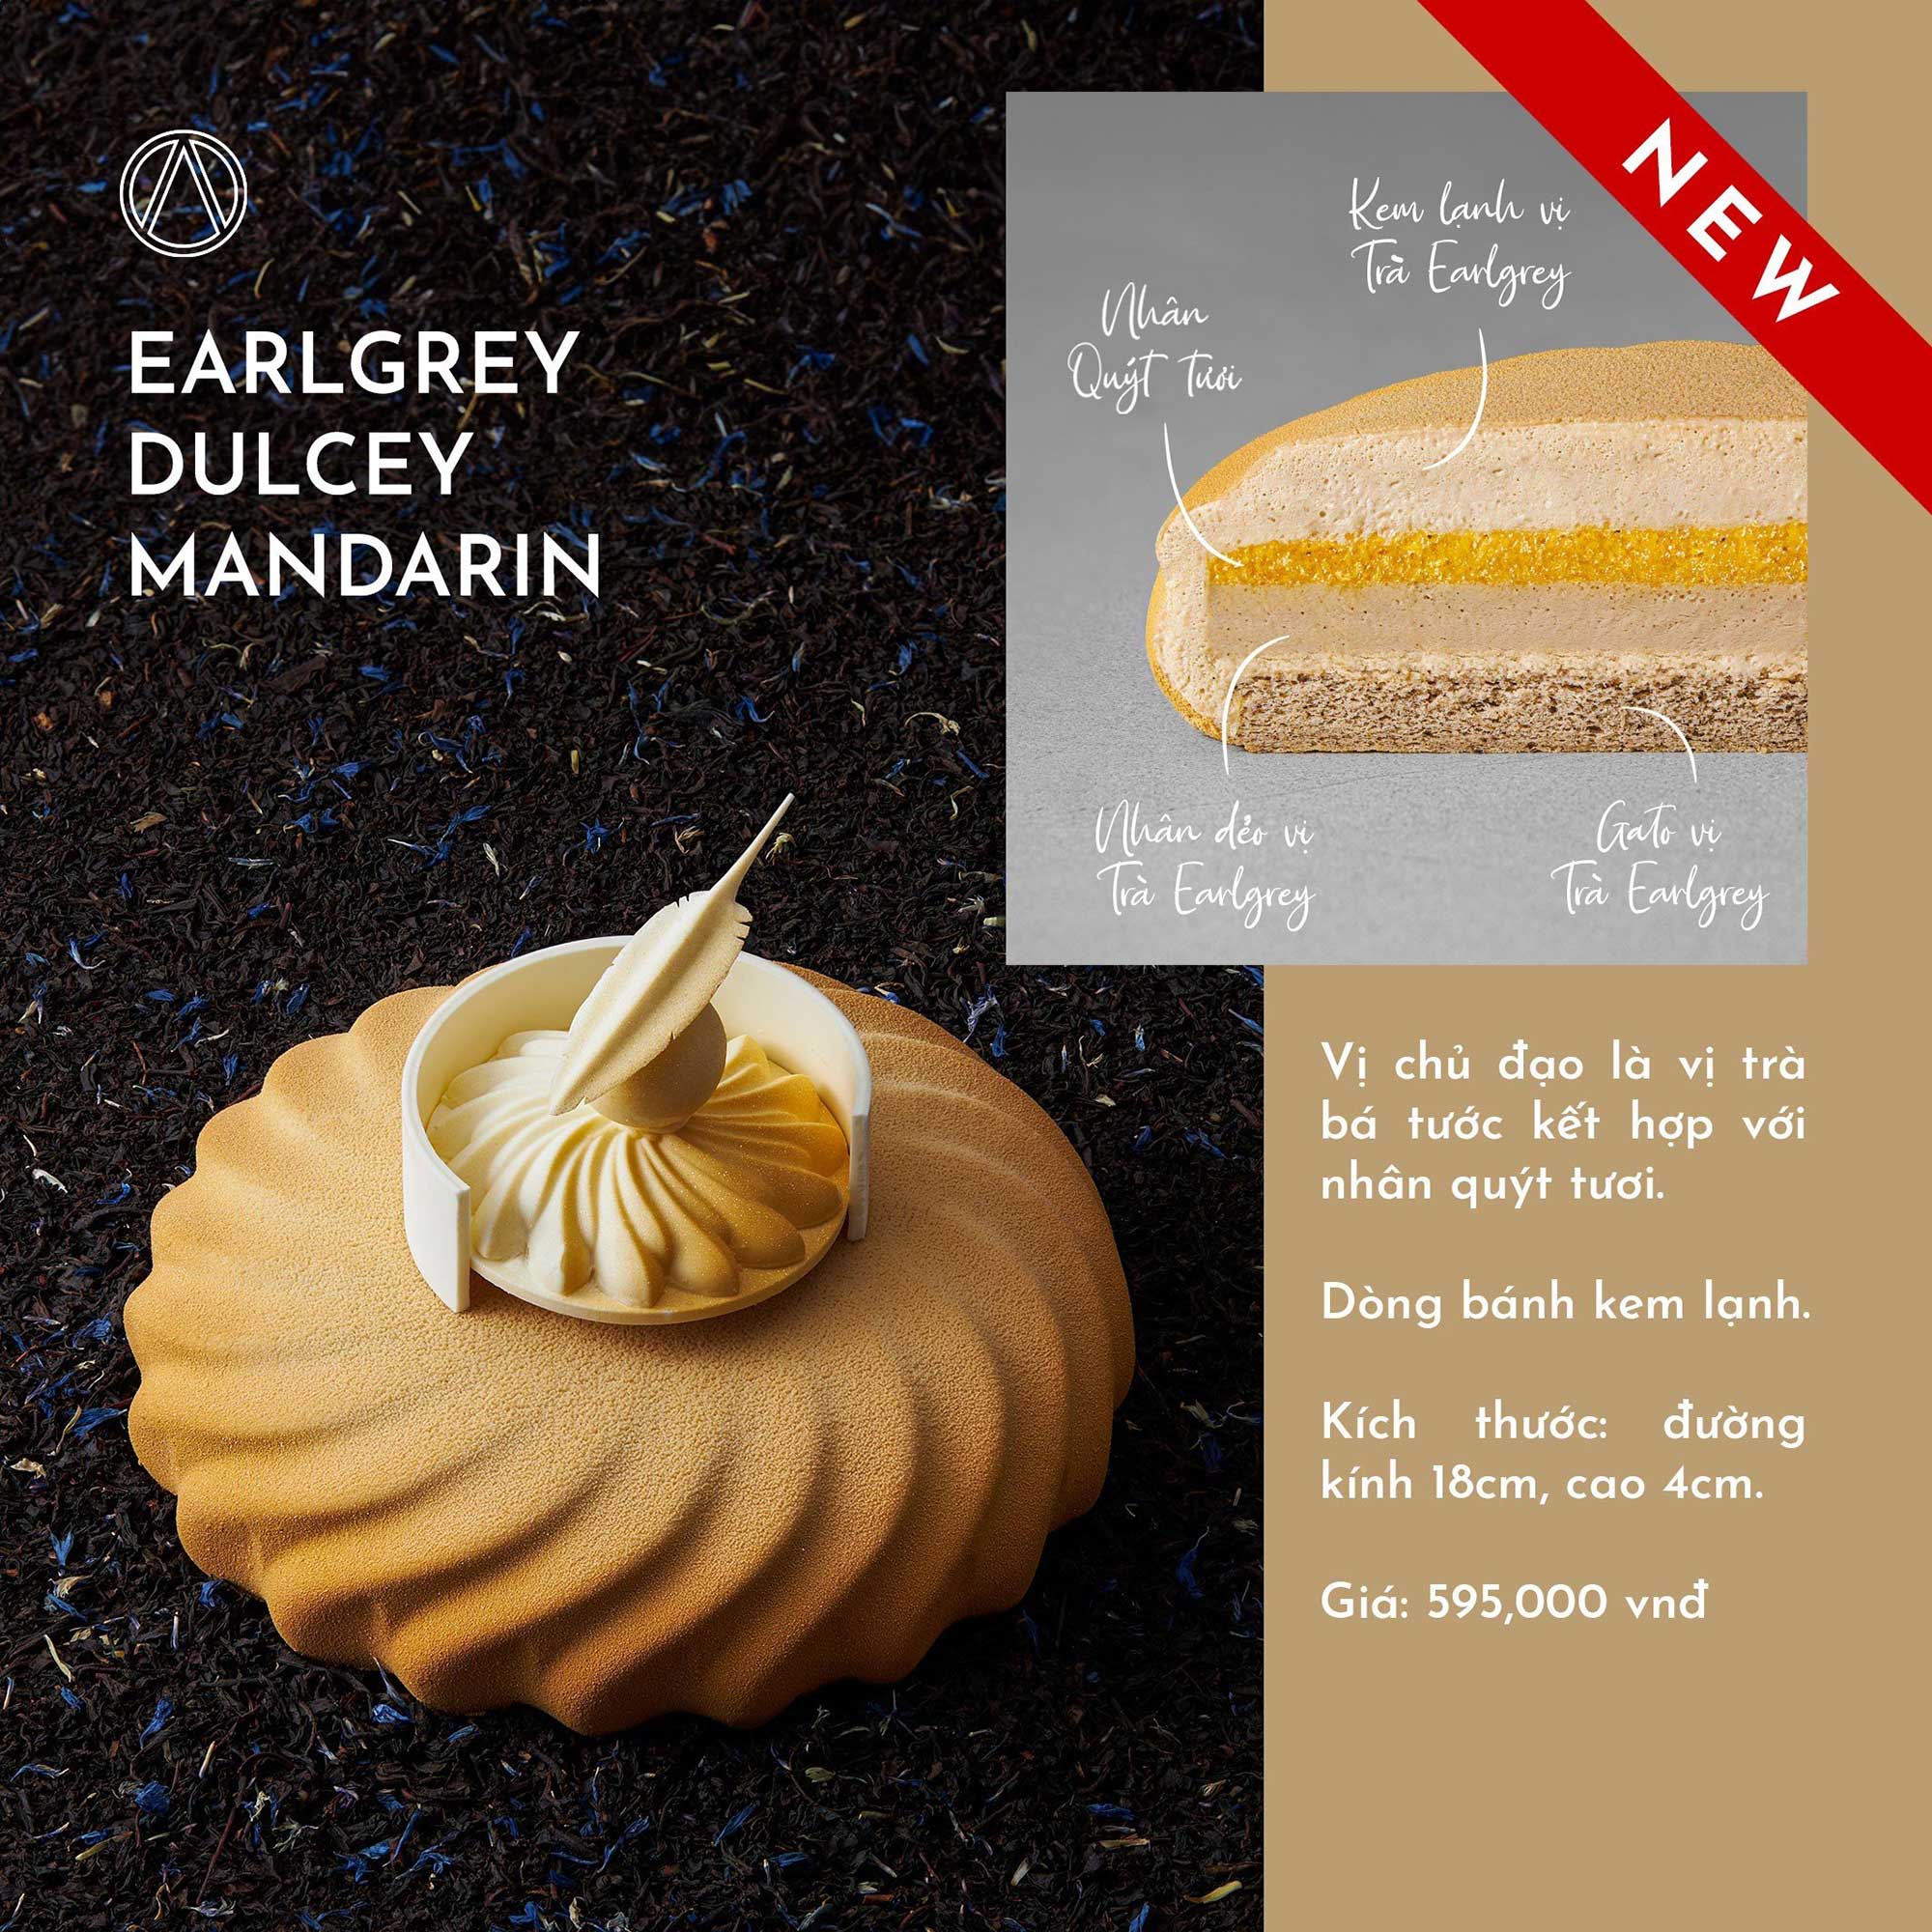 EARLGREY
DULCEY
MANDARIN
NEW
Kem lạnh vị
Trà Earlgrey
Nhân
Quýt tươi
Nhân dẻo vị
Trà Earlgrey
Gato vị
Trà Earlgrey
Vị chủ đạo là vị trà
bá tước kết hợp với
nhân quýt tươi.
Dòng bánh kem lạnh.
Kích thước: đường
kính 18cm, cao 4cm.
Giá: 595,000 vnđ